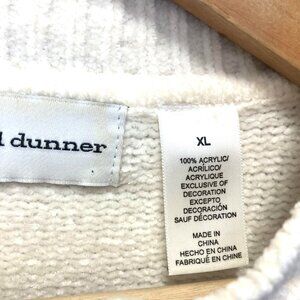 dunner
XL
100% ACRYLIC/
ACRÍLICO/
ACRYLIQUE
EXCLUSIVE OF
DECORATION
EXCEPTO
DECORACIÓN
SAUF DÉCORATION
MADE IN
CHINA
HECHO EN CHINA
FABRIQUÉ EN CHINE